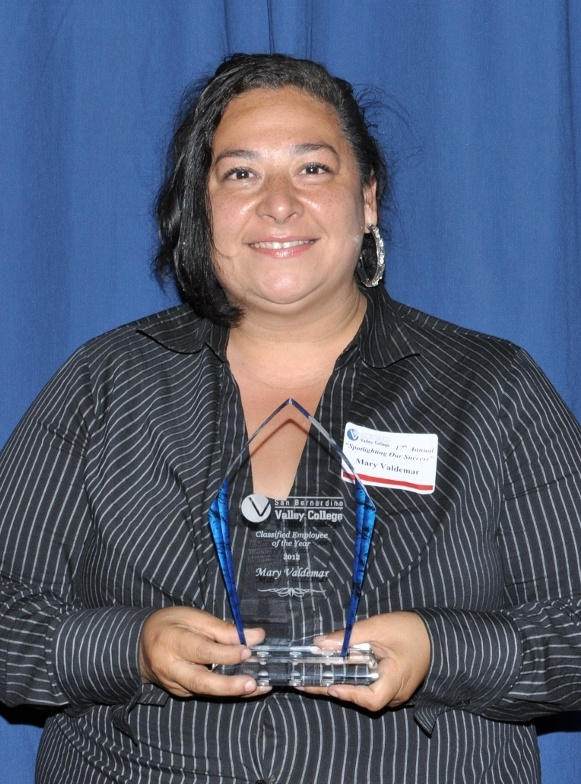 Valley College
17th Annual
"Spotlighting Our Success"
Mary Valdemar
San Bernardino
Valley College
Classified Employee
of the Year
2012
Mary Valdemar